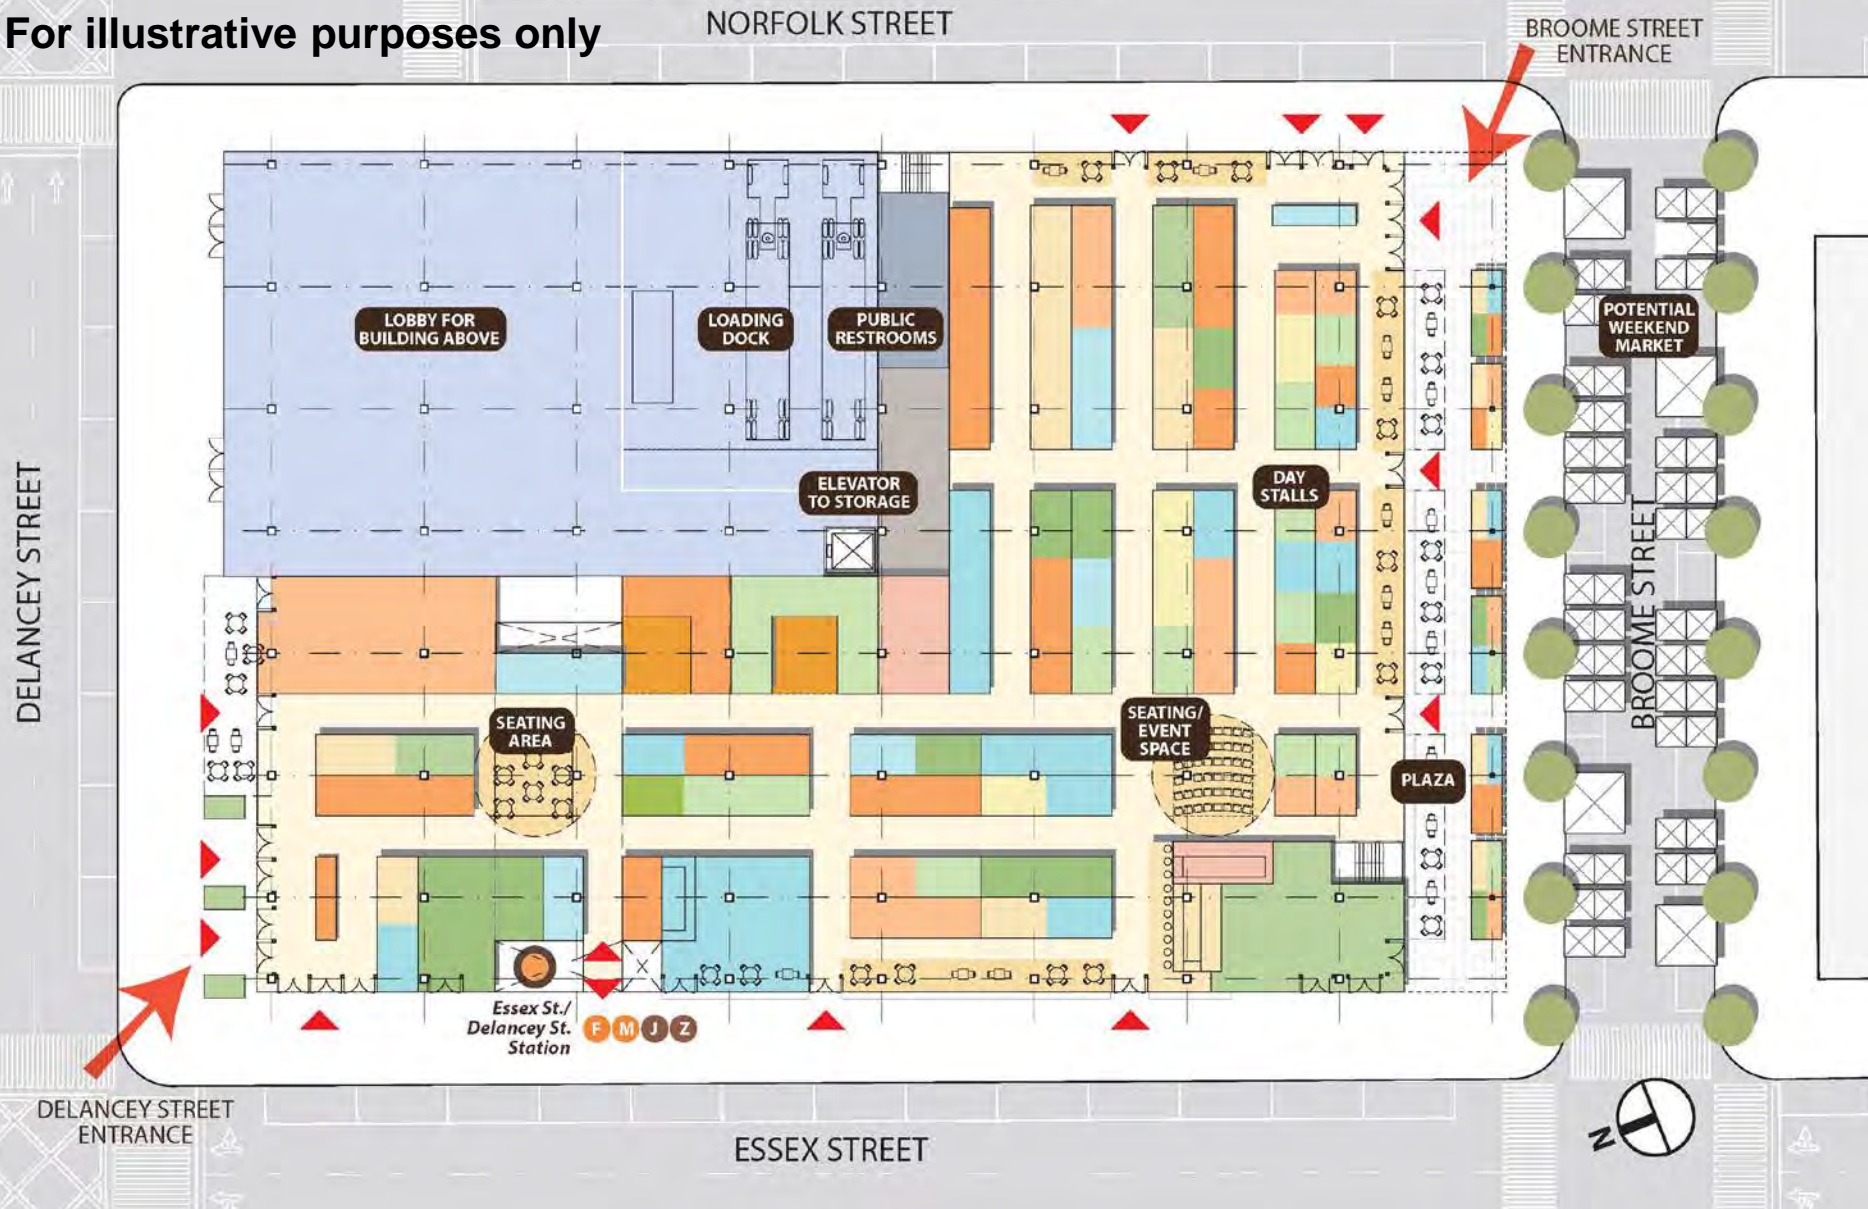 For illustrative purposes only
NORFOLK STREET
BROOME STREET
ENTRANCE
LOBBY FOR
BUILDING ABOVE
LOADING
DOCK
PUBLIC
RESTROOMS
POTENTIAL
WEEKEND
MARKET
ELEVATOR
TO STORAGE
DAY
STALLS
DELANCEY STREET
BROOME STREET
SEATING
AREA
SEATING/
EVENT
SPACE
PLAZA
Essex St./
Delancey St.
Station
F M J Z
DELANCEY STREET
ENTRANCE
ESSEX STREET
N